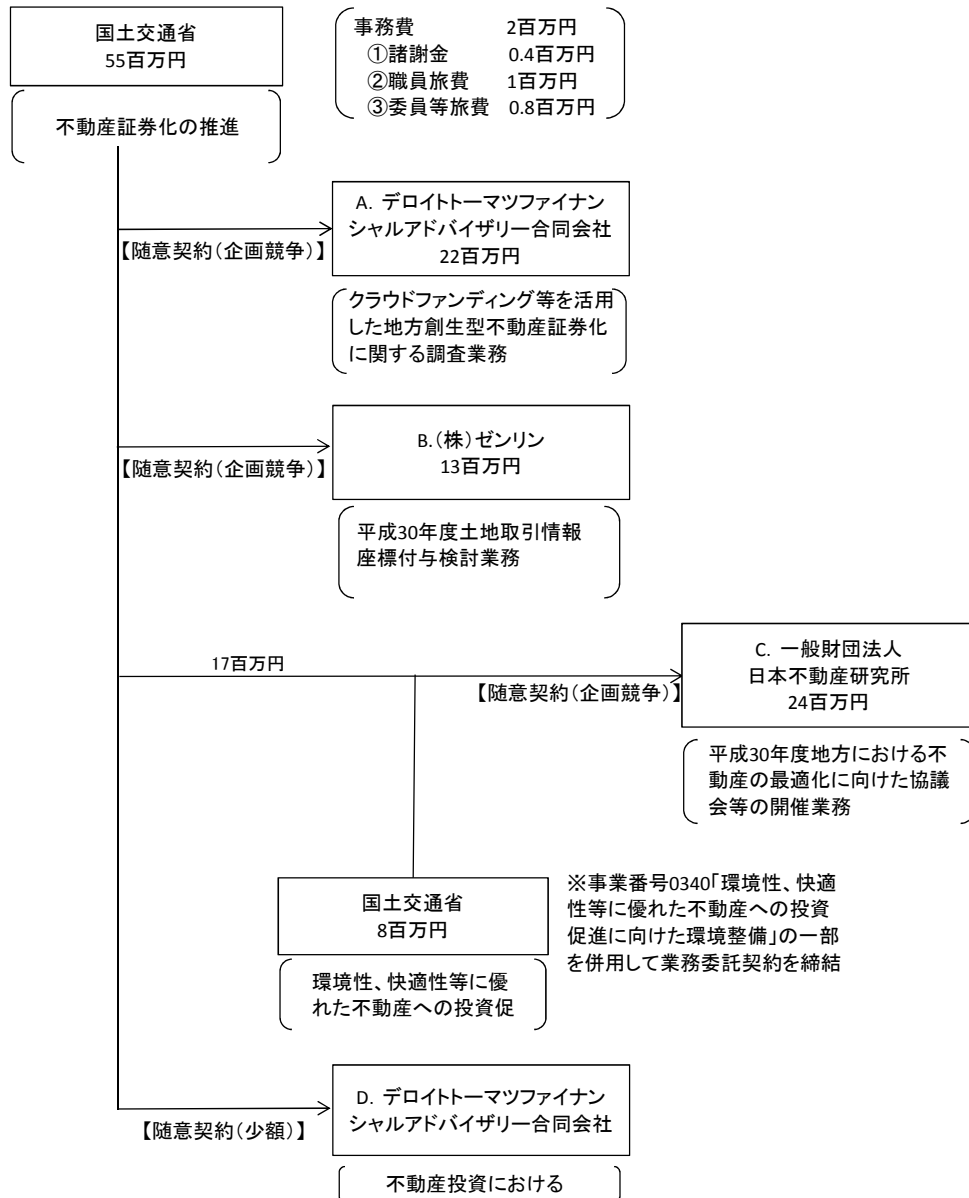 国土交通省
55百万円
不動産証券化の推進
事務費 2百万円
①諸謝金 0.4百万円
②職員旅費 1百万円
③委員等旅費 0.8百万円
A. デロイトトーマツファイナン
シャルアドバイザリー合同会社
22百万円
【随意契約(企画競争)】
クラウドファンディング等を活用
した地方創生型不動産証券化
に関する調査業務
B.(株)ゼンリン
13百万円
【随意契約(企画競争)】
平成30年度土地取引情報
座標付与検討業務
17百万円
【随意契約(企画競争)】
C. 一般財団法人
日本不動産研究所
24百万円
平成30年度地方における不
動産の最適化に向けた協議
会等の開催業務
国土交通省
8百万円
環境性、快適性等に優
れた不動産への投資促
※事業番号0340「環境性、快適
性等に優れた不動産への投資
促進に向けた環境整備」の一部
を併用して業務委託契約を締結
D. デロイトトーマツファイナン
シャルアドバイザリー合同会社
【随意契約(少額)】
不動産投資における